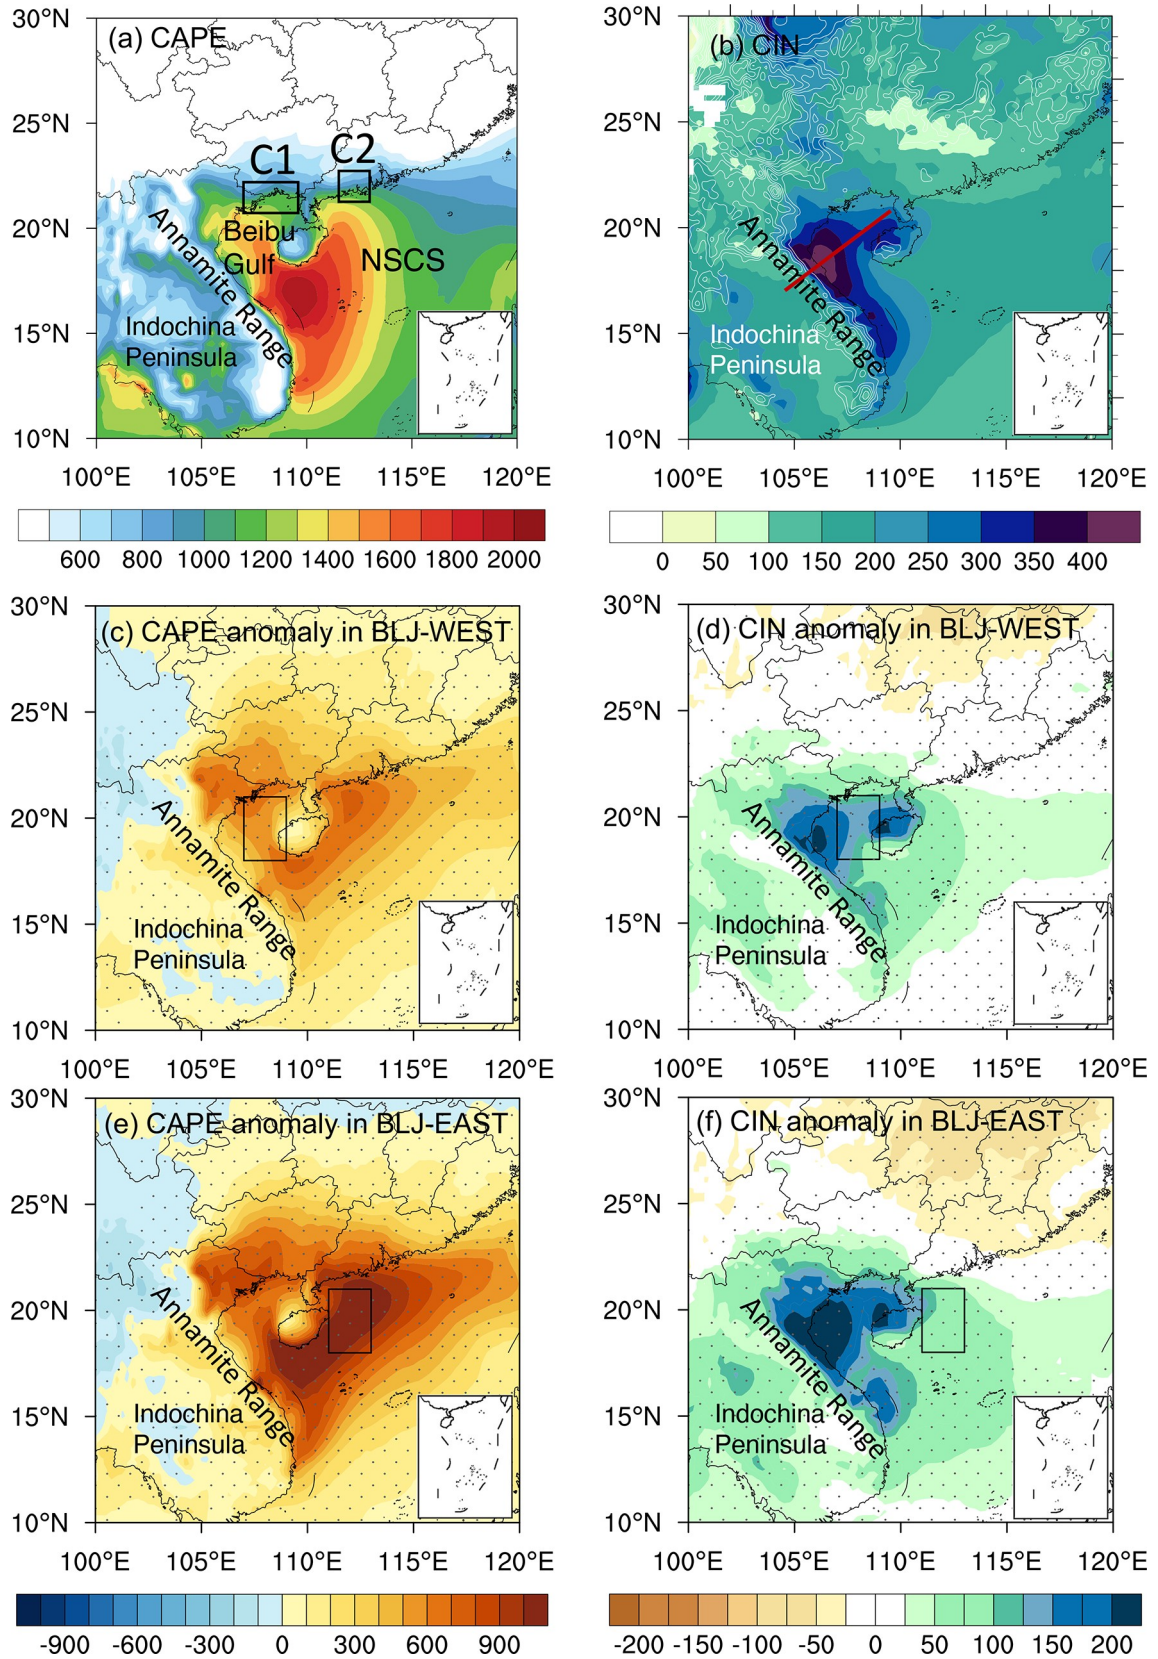 (a) CAPE
30°N
25°N
20°N
15°N
10°N
C1
C2
Beibu
Gulf
NSCS
Annamite Range
Indochina
Peninsula
100°E 105°E 110°E 115°E 120°E
600 800 1000 1200 1400 1600 1800 2000
(b) CIN
30°N
25°N
20°N
15°N
10°N
Annamite Range
Indochina
Peninsula
100°E 105°E 110°E 115°E 120°E
0 50 100 150 200 250 300 350 400
(c) CAPE anomaly in BLJ-WEST
30°N
25°N
20°N
15°N
10°N
Annamite Range
Indochina
Peninsula
100°E 105°E 110°E 115°E 120°E
(d) CIN anomaly in BLJ-WEST
30°N
25°N
20°N
15°N
10°N
Annamite Range
Indochina
Peninsula
100°E 105°E 110°E 115°E 120°E
(e) CAPE anomaly in BLJ-EAST
30°N
25°N
20°N
15°N
10°N
Annamite Range
Indochina
Peninsula
100°E 105°E 110°E 115°E 120°E
-900 -600 -300 0 300 600 900
(f) CIN anomaly in BLJ-EAST
30°N
25°N
20°N
15°N
10°N
Annamite Range
Indochina
Peninsula
100°E 105°E 110°E 115°E 120°E
-200 -150 -100 -50 0 50 100 150 200